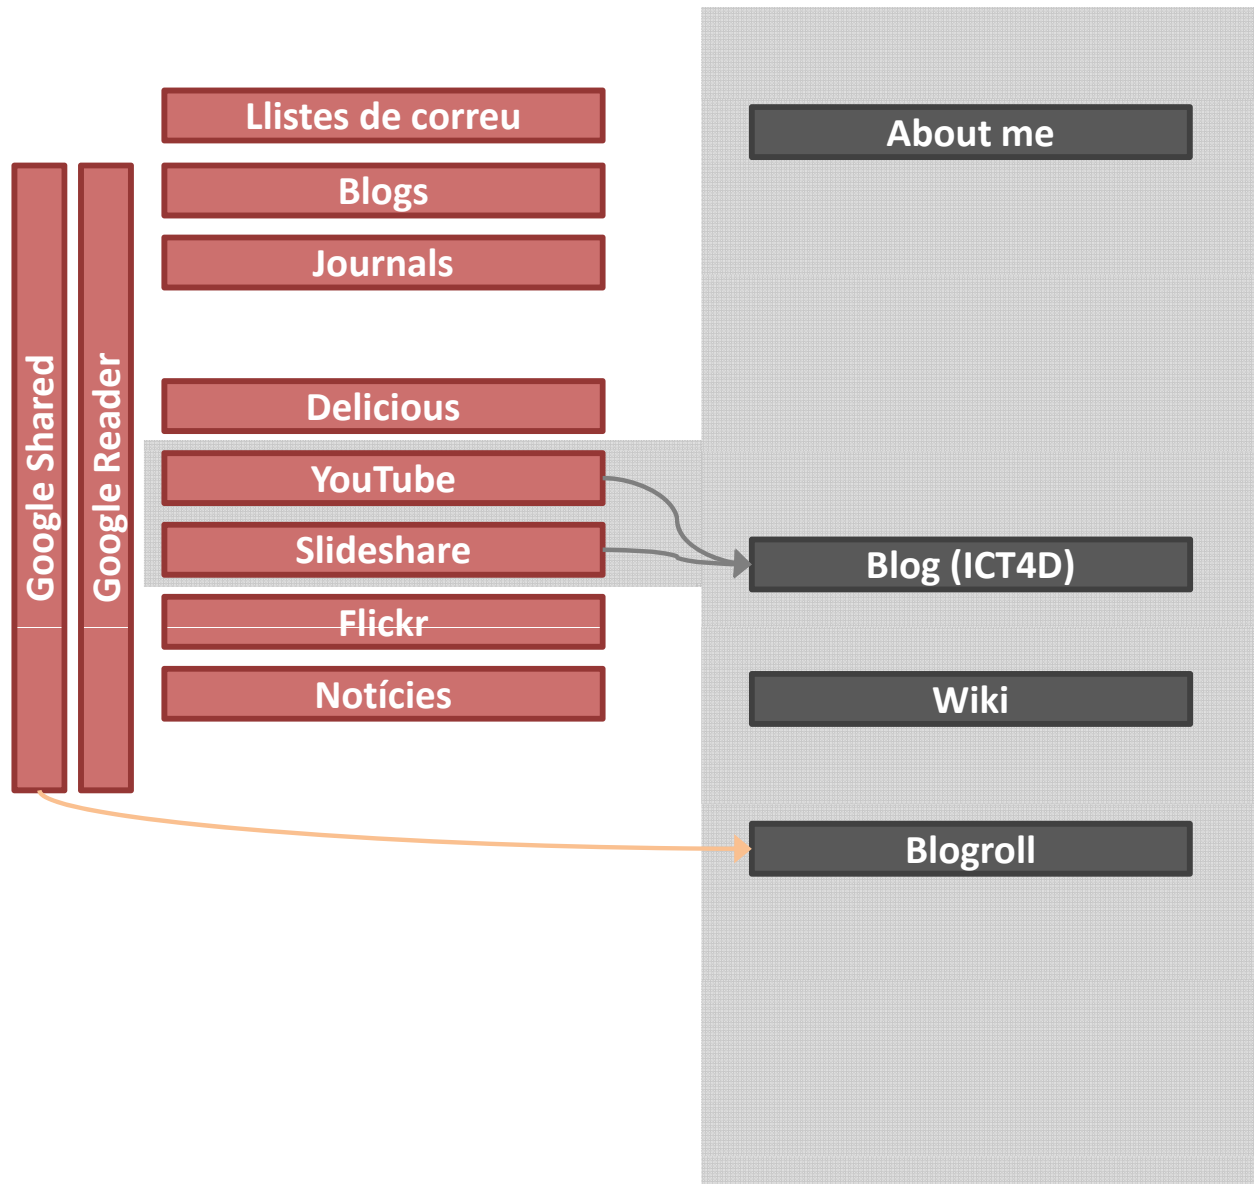 Llistes de correu
About me
Blogs
Journals
Google Shared
Google Reader
Delicious
YouTube
Slideshare
Blog (ICT4D)
Flickr
Notícies
Wiki
Blogroll